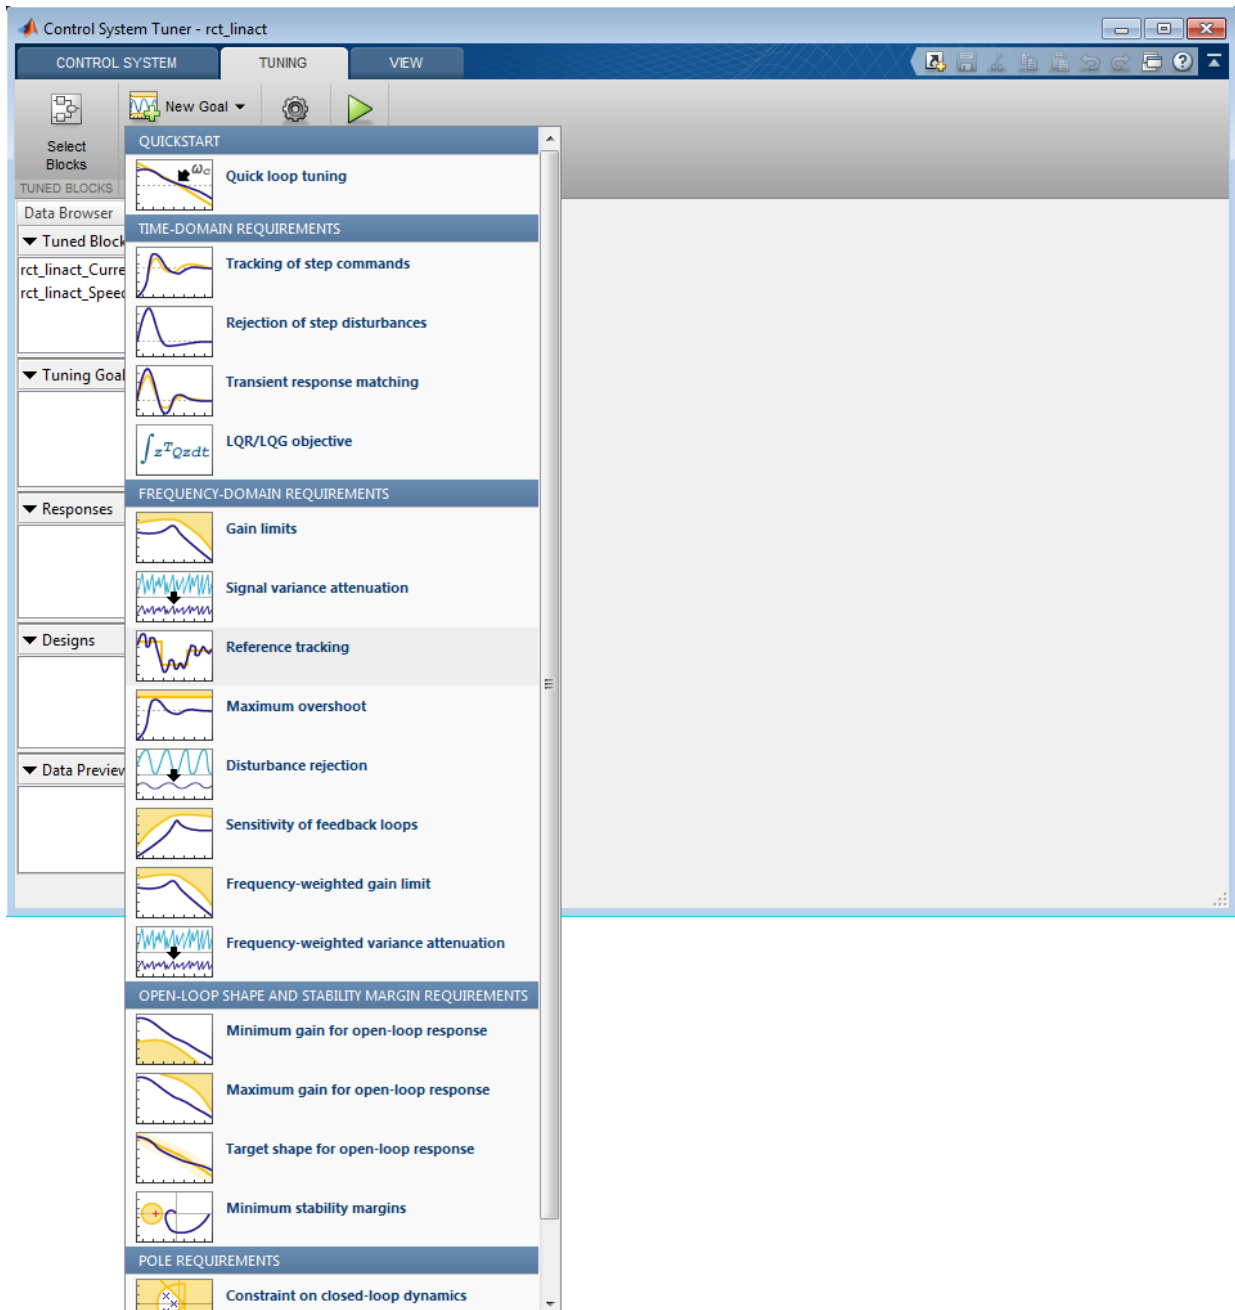 Control System Tuner - rct_linact
CONTROL SYSTEM
TUNING
VIEW
New Goal
Select
Blocks
TUNED BLOCKS
Data Browser
Tuned Block
rct_linact_Curre
rct_linact_Speed
Tuning Goal
Responses
Designs
Data Preview
QUICKSTART
ωc
Quick loop tuning
TIME-DOMAIN REQUIREMENTS
Tracking of step commands
Rejection of step disturbances
Transient response matching
∫zᵀQzdt
LQR/LQG objective
FREQUENCY-DOMAIN REQUIREMENTS
Gain limits
Signal variance attenuation
Reference tracking
Maximum overshoot
Disturbance rejection
Sensitivity of feedback loops
Frequency-weighted gain limit
Frequency-weighted variance attenuation
OPEN-LOOP SHAPE AND STABILITY MARGIN REQUIREMENTS
Minimum gain for open-loop response
Maximum gain for open-loop response
Target shape for open-loop response
Minimum stability margins
POLE REQUIREMENTS
Constraint on closed-loop dynamics